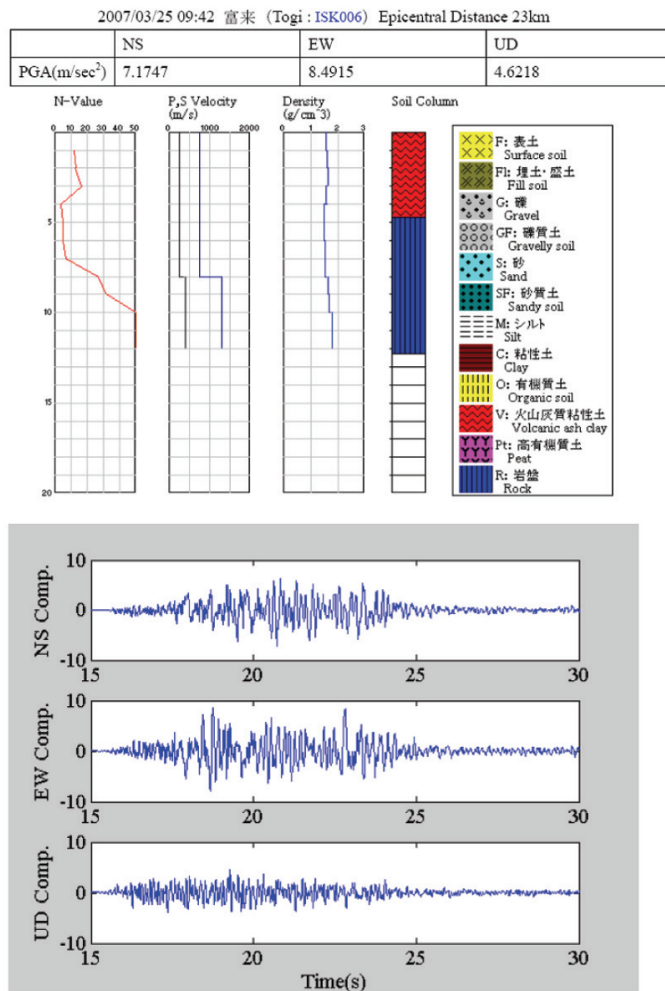 2007/03/25 09:42 富来 (Togi : ISK006) Epicentral Distance 23km
NS EW UD
PGA(m/sec²) 7.1747 8.4915 4.6218
N-Value P,S Velocity Density Soil Column
(m/s) (g/cm^3)
0 10 20 30 40 50 0 1000 2000 0 1 2 3
5
10
15
20
F: 表土
Surface soil
Fl: 埋土・盛土
Fill soil
G: 礫
Gravel
GF: 礫質土
Gravelly soil
S: 砂
Sand
SF: 砂質土
Sandy soil
M: シルト
Silt
C: 粘性土
Clay
O: 有機質土
Organic soil
V: 火山灰質粘性土
Volcanic ash clay
Pt: 高有機質土
Peat
R: 岩盤
Rock
NS Comp.
10
0
-10
15 20 25 30
EW Comp.
10
0
-10
15 20 25 30
UD Comp.
10
0
-10
15 20 25 30
Time(s)